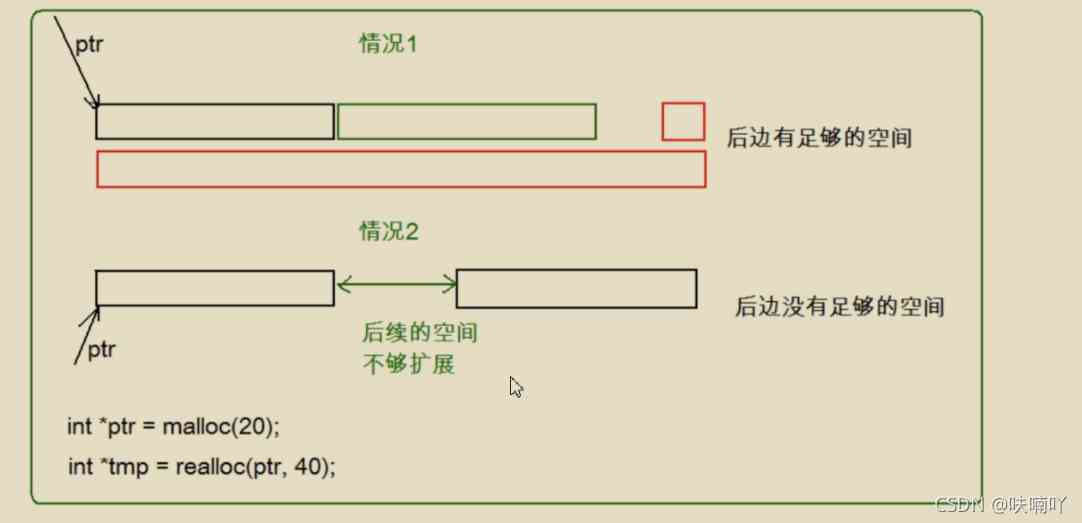 ptr
情况1
后边有足够的空间
情况2
后边没有足够的空间
后续的空间
不够扩展
ptr
int *ptr = malloc(20);
int *tmp = realloc(ptr, 40);
CSDN @呋喃吖